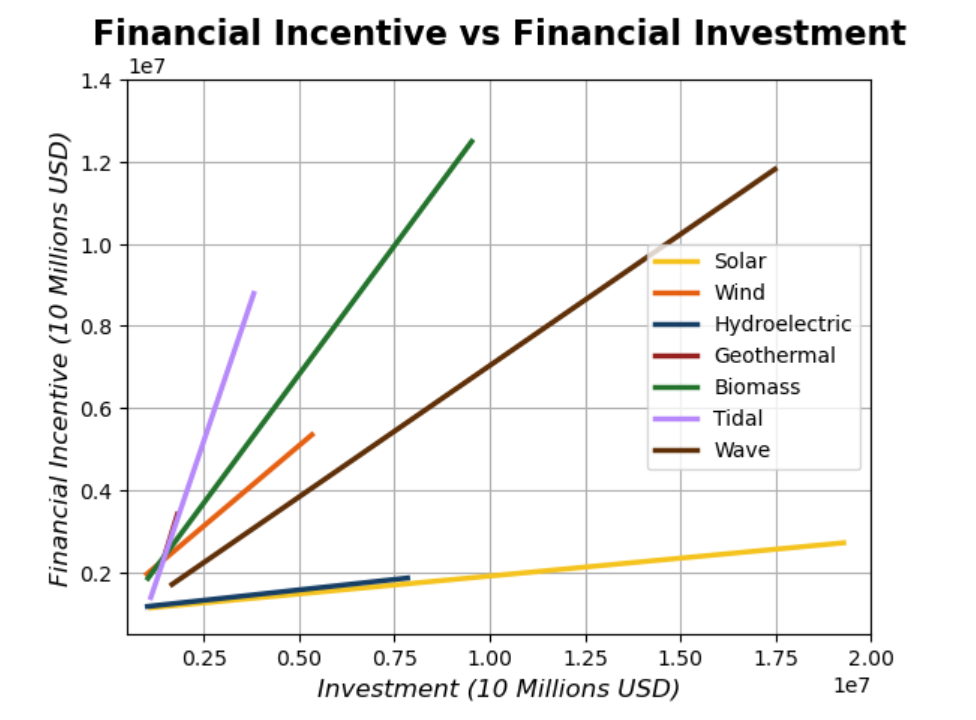 Financial Incentive vs Financial Investment
1e7
1.4
1.2
1.0
0.8
0.6
0.4
0.2
Financial Incentive (10 Millions USD)
Solar
Wind
Hydroelectric
Geothermal
Biomass
Tidal
Wave
0.25 0.50 0.75 1.00 1.25 1.50 1.75 2.00
1e7
Investment (10 Millions USD)